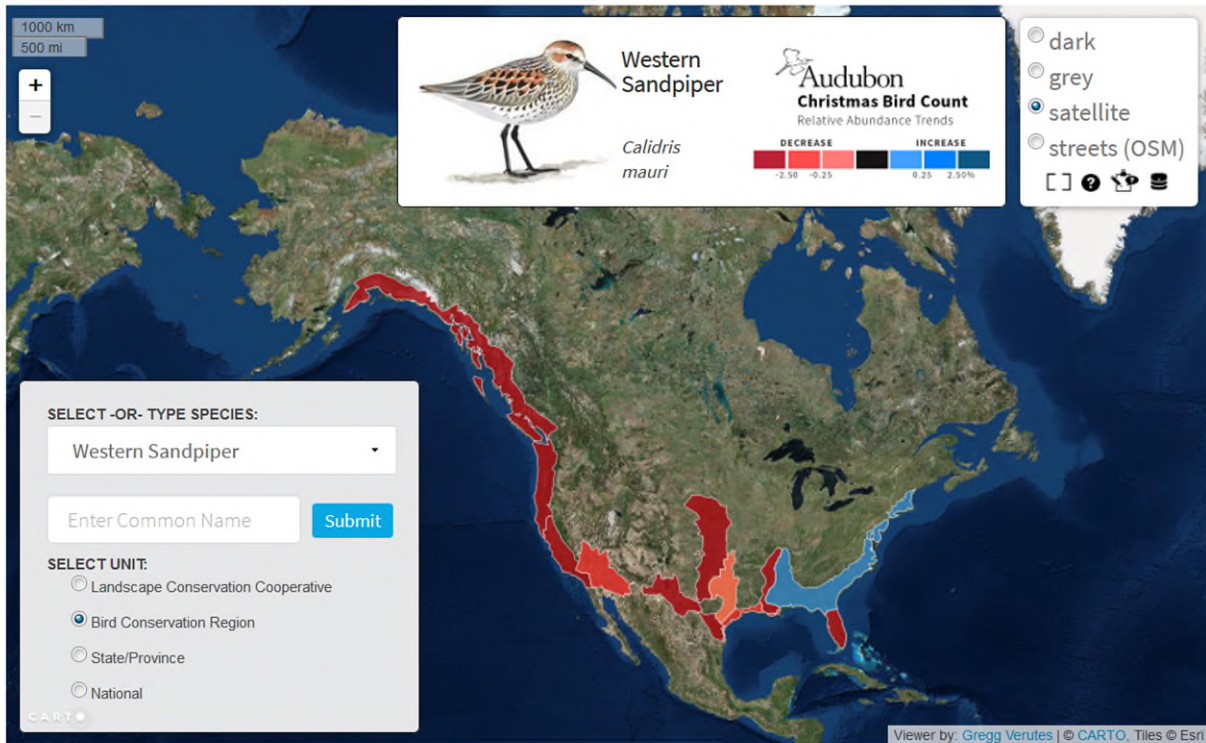 1000 km
500 mi
+
−
Western
Sandpiper
Calidris
mauri
Audubon
Christmas Bird Count
Relative Abundance Trends
DECREASE INCREASE
-2.50 -0.25 0.25 2.50%
dark
grey
satellite
streets (OSM)
SELECT -OR- TYPE SPECIES:
Western Sandpiper
Enter Common Name
Submit
SELECT UNIT:
Landscape Conservation Cooperative
Bird Conservation Region
State/Province
National
CARTO
Viewer by: Gregg Verutes | © CARTO, Tiles © Esri